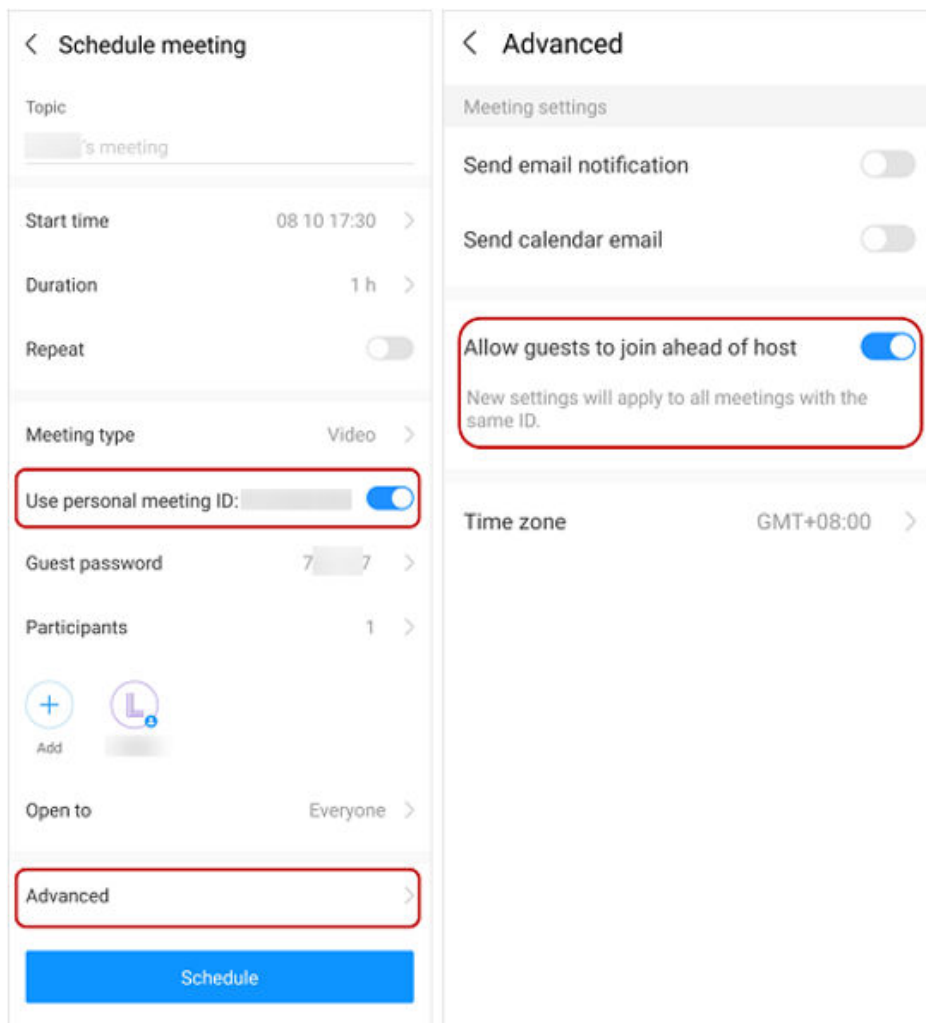 Schedule meeting
Topic
's meeting
Start time 08 10 17:30
Duration 1 h
Repeat
Meeting type Video
Use personal meeting ID:
Guest password 7 7
Participants 1
L
Add
Open to Everyone
Advanced
Schedule
Advanced
Meeting settings
Send email notification
Send calendar email
Allow guests to join ahead of host
New settings will apply to all meetings with the
same ID.
Time zone GMT+08:00